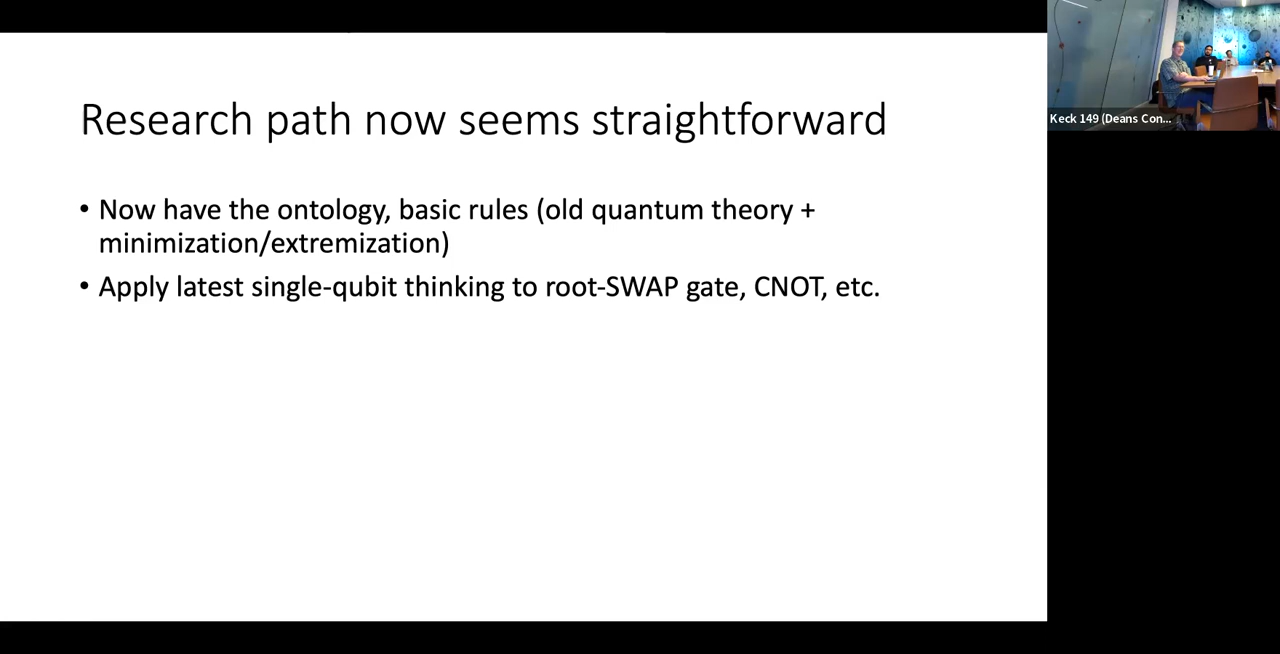 Research path now seems straightforward
• Now have the ontology, basic rules (old quantum theory +
minimization/extremization)
• Apply latest single-qubit thinking to root-SWAP gate, CNOT, etc.
Keck 149 (Deans Con...